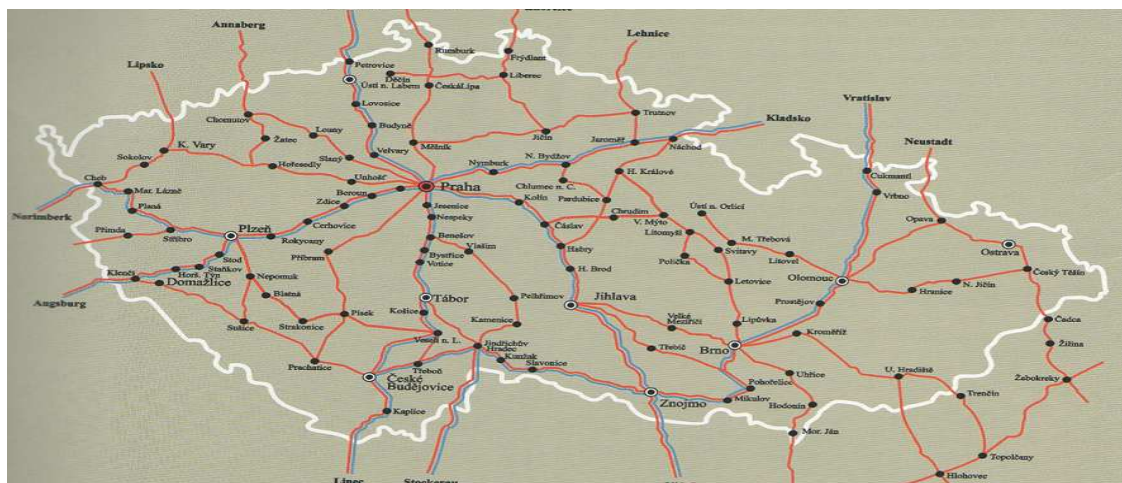 Annaberg
Rumburk
Frýdlant
Lehnice
Lipsko
Petrovice
Děčín
Ústí n. Labem
Česká Lípa
Liberec
Vratislav
Chomutov
Lovosice
Trutnov
Kladsko
Žatec
Louny
Budyně
Jičín
Jaroměř
Náchod
Neustadt
K. Vary
Slaný
Velvary
Mělník
Sokolov
Hořesedly
Nymburk
N. Bydžov
H. Králové
Cukmantl
Cheb
Unhošť
Praha
Chlumec n. C.
Vrbno
Mar. Lázně
Beroun
Pardubice
Norimberk
Planá
Zdice
Jesenice
Kolín
Chrudim
Ústí n. Orlicí
Nespeky
Čáslav
V. Mýto
Opava
Přimda
Stříbro
Plzeň
Cerhovice
Benešov
Litomyšl
M. Třebová
Ostrava
Rokycany
Vlašim
Habry
Svitavy
Litovel
Stod
Příbram
Bystřice
Polička
Klenčí
Horš. Týn
Staňkov
Votice
H. Brod
Český Těšín
Domažlice
Nepomuk
Letovice
Olomouc
Hranice
N. Jičín
Augsburg
Blatná
Tábor
Pelhřimov
Jihlava
Prostějov
Košice
Velké
Meziříčí
Čadca
Sušice
Strakonice
Písek
Kamenice
Lipůvka
Kroměříž
Veselí n. L.
Jindřichův
Hradec
Třebíč
Brno
Žilina
Prachatice
Třeboň
Kunžak
Slavonice
České
Budějovice
Uhřice
U. Hradiště
Žabokreky
Pohořelice
Kaplice
Znojmo
Mikulov
Hodonín
Trenčín
Mor. Ján
Topolčany
Hlohovec
Linec
Stockerau